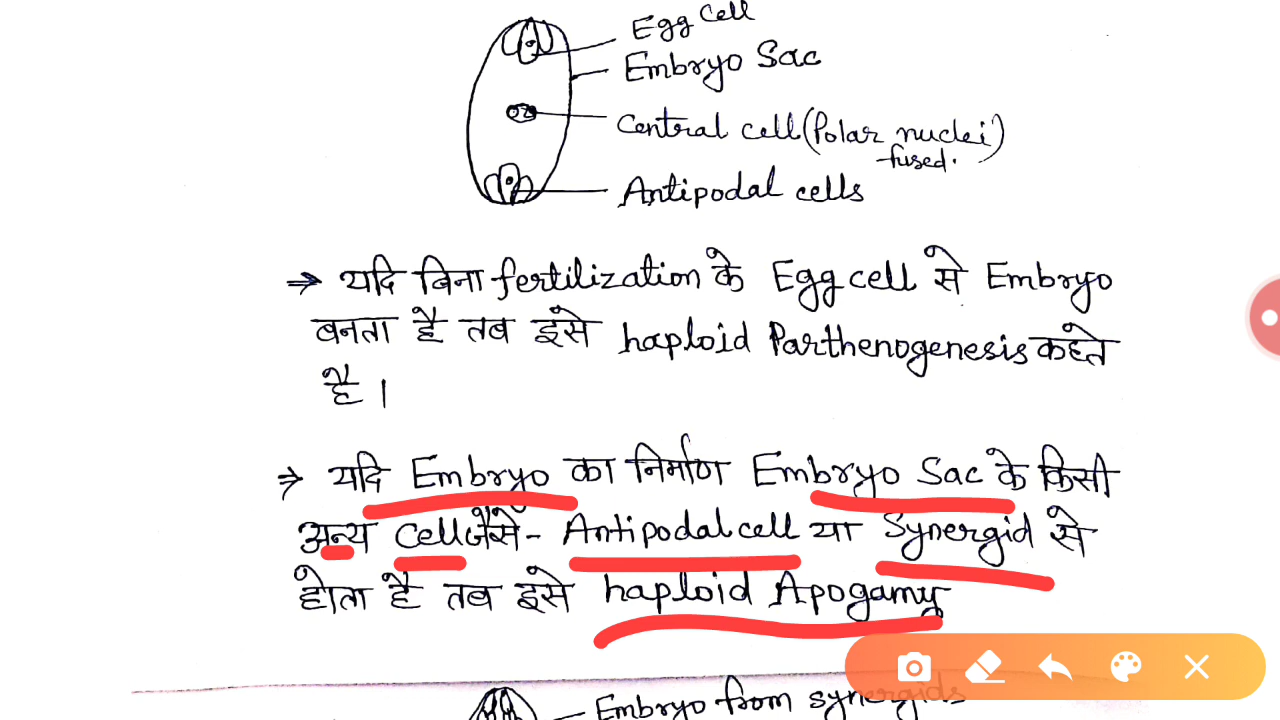 Egg cell
Embryo Sac
Central cell (Polar nuclei)
fused.
Antipodal cells
⇒ यदि बिना fertilization के Egg cell से Embryo
बनता है तब इसे haploid Parthenogenesis कहते
है।
⇒ यदि Embryo का निर्माण Embryo Sac के किसी
अन्य cell जैसे - Antipodal cell या Synergid से
होता है तब इसे haploid Apogamy
Embryo from synergids